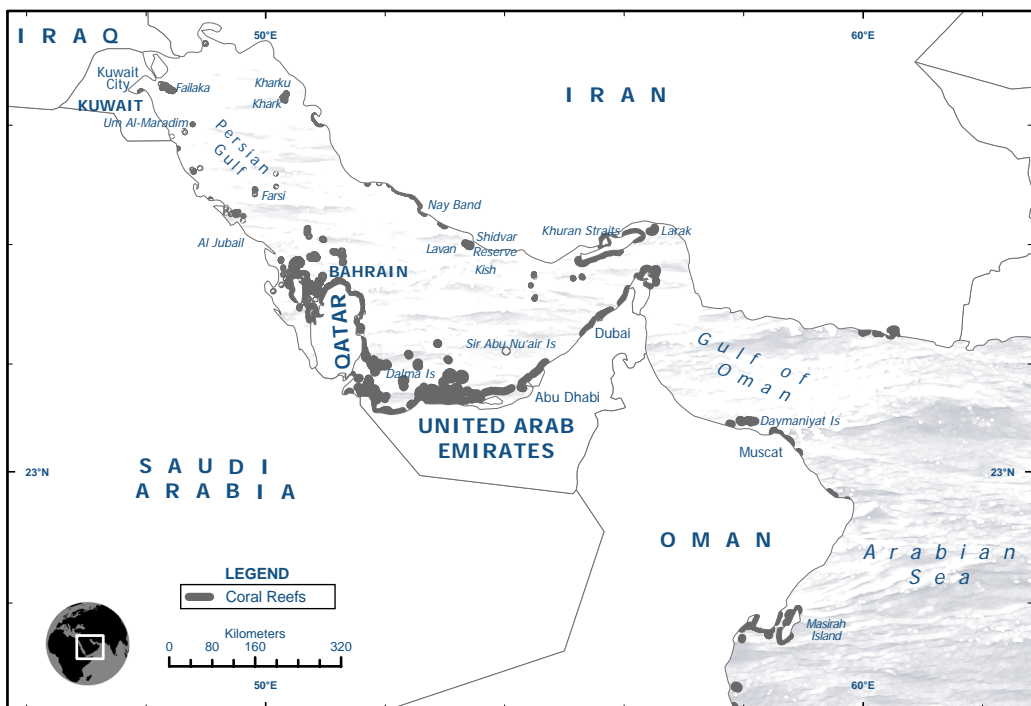 50°E
60°E
I R A Q
Kuwait
City
Failaka
KUWAIT
Um Al-Maradim
Kharku
Khark
I R A N
Persian
Gulf
Farsi
Nay Band
Al Jubail
Lavan
Shidvar
Reserve
Kish
Khuran Straits
Larak
BAHRAIN
QATAR
Dubai
Sir Abu Nu'air Is
Dalma Is
Abu Dhabi
Gulf of
Oman
UNITED ARAB
EMIRATES
Daymaniyat Is
Muscat
SAUDI
ARABIA
23°N
23°N
OMAN
Arabian
Sea
LEGEND
Coral Reefs
Kilometers
0 80 160 320
Masirah
Island
50°E
60°E